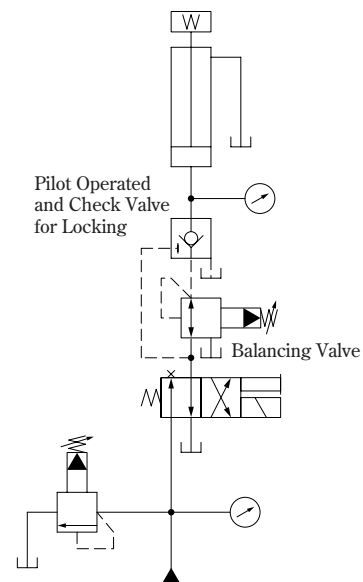 W
Pilot Operated
and Check Valve
for Locking
Balancing Valve